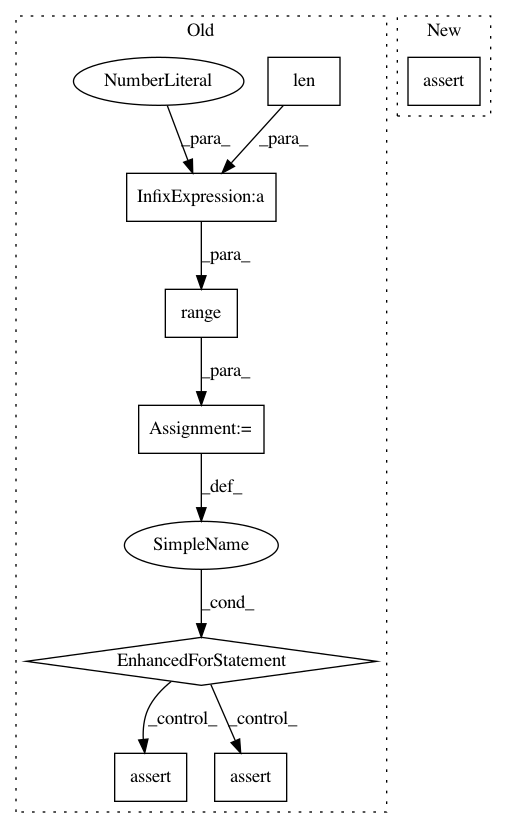 Old
New
NumberLiteral
len
assert
_para_
_para_
InfixExpression:a
_para_
range
_para_
Assignment:=
_def_
SimpleName
_cond_
EnhancedForStatement
_control_
_control_
assert
assert